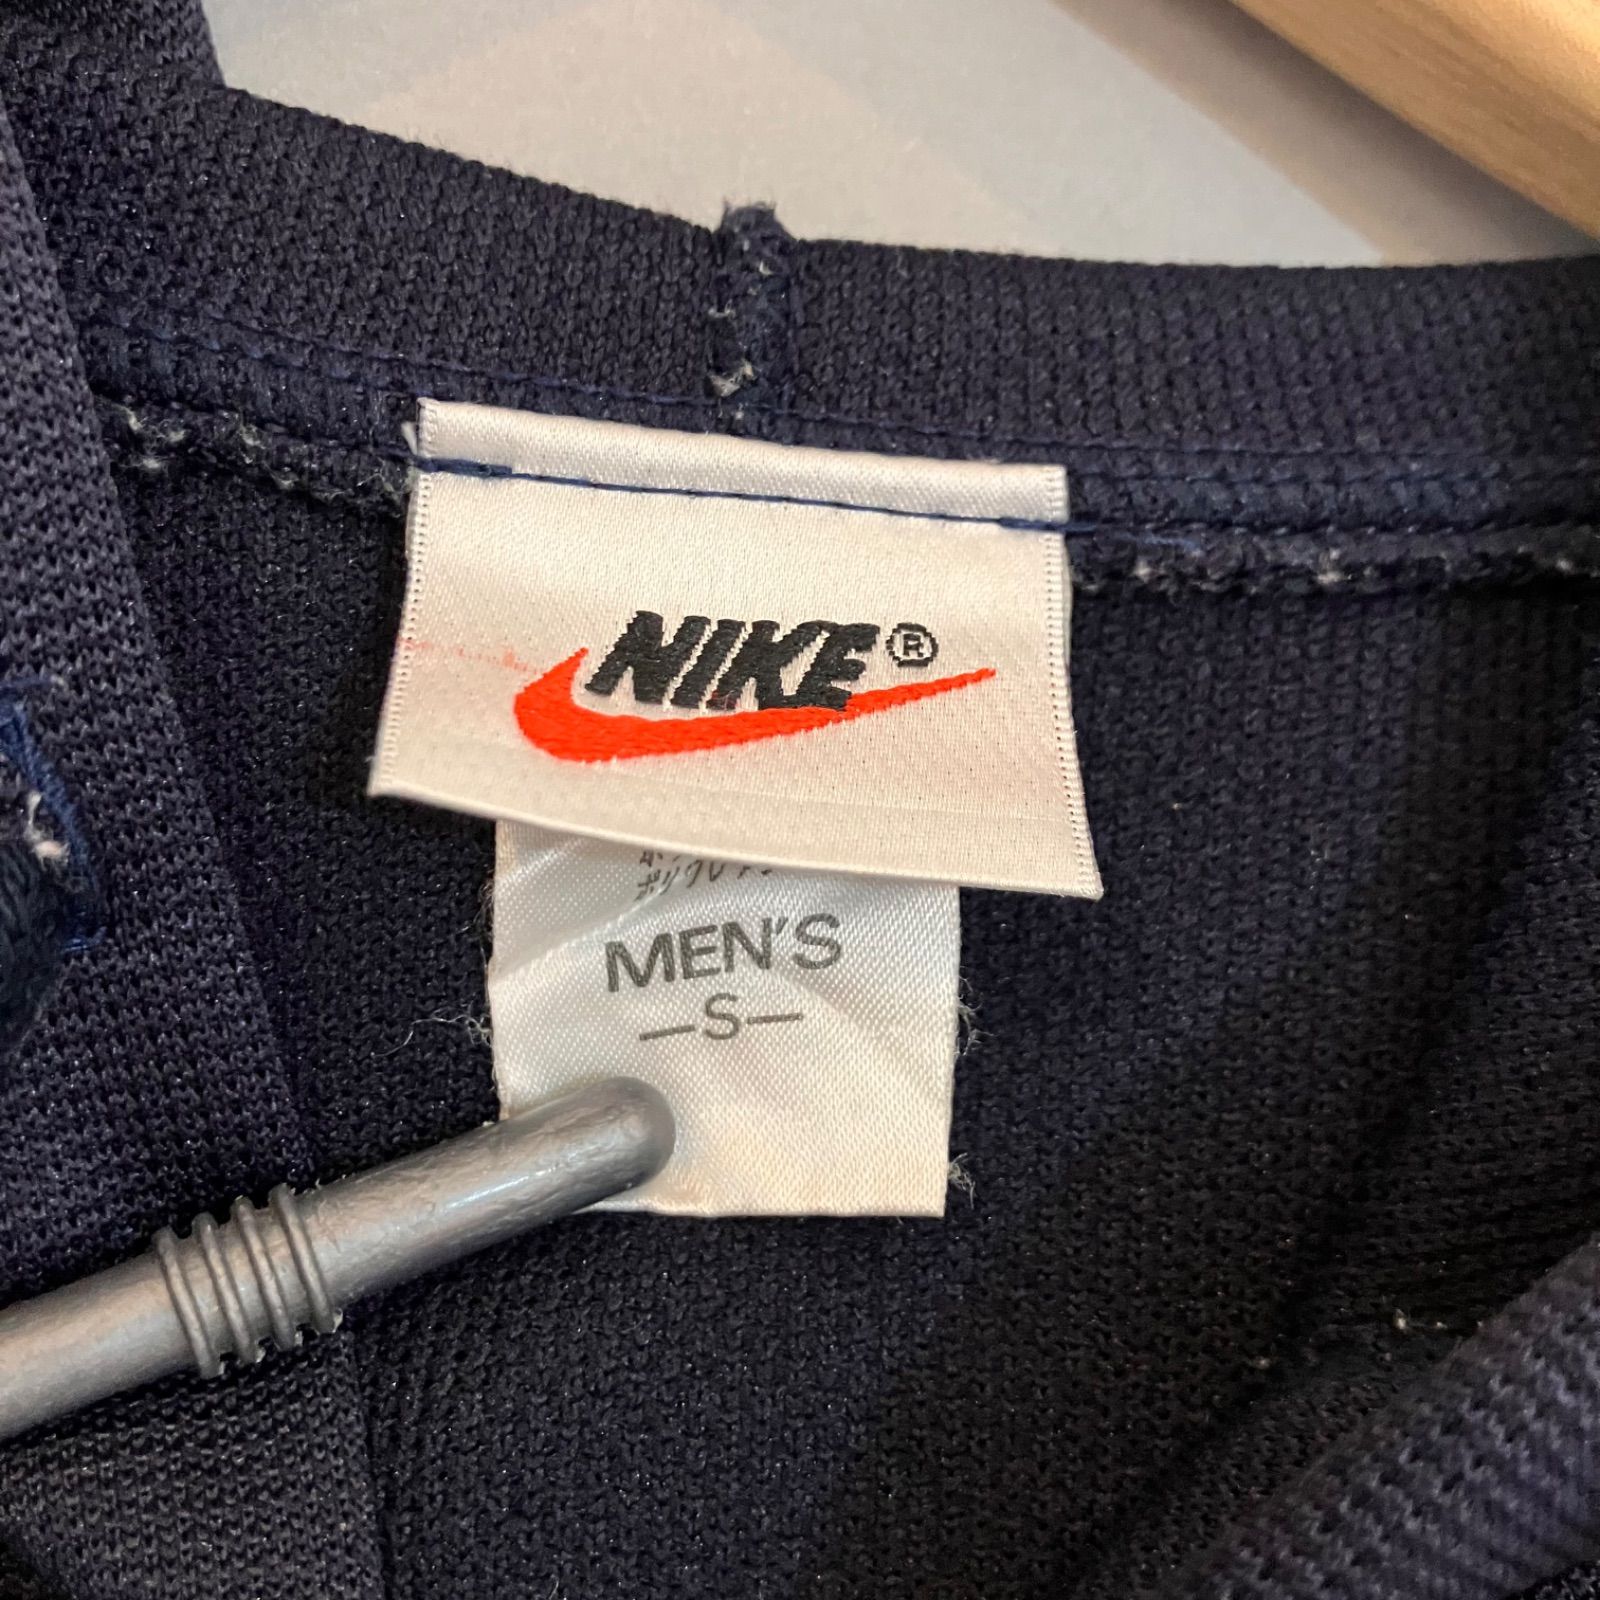 NIKE®
MEN'S
—S—